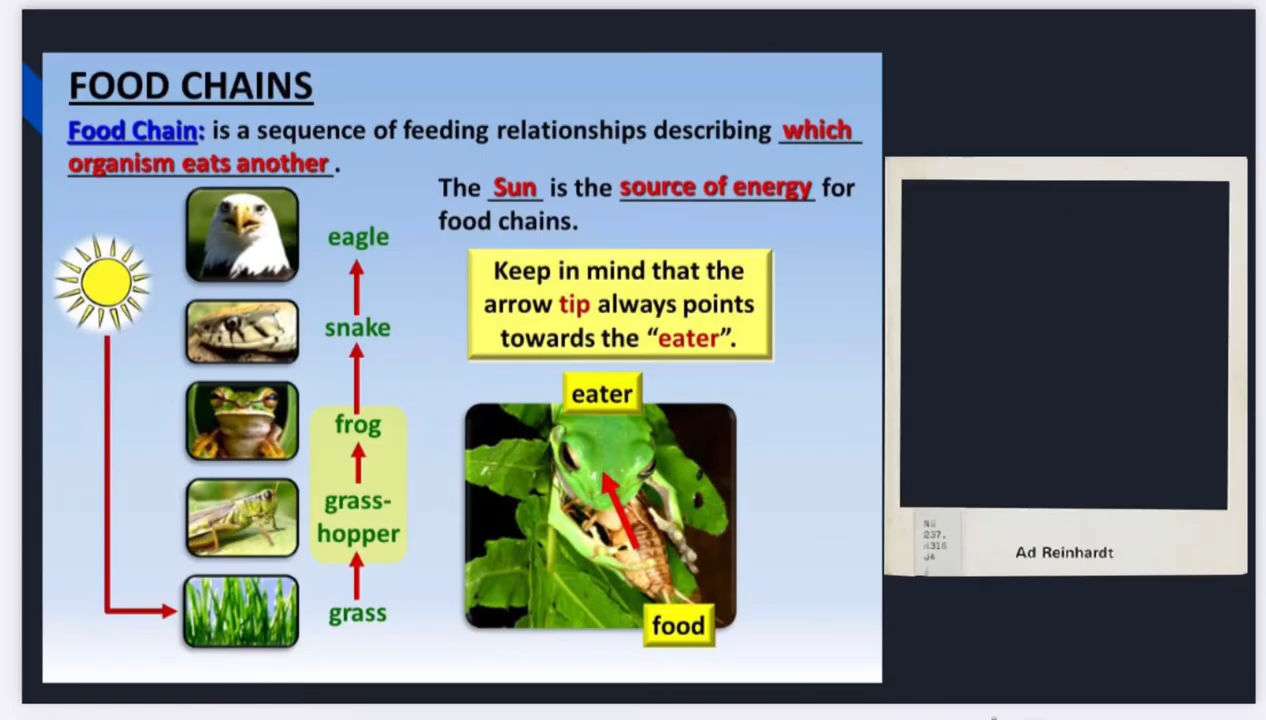 FOOD CHAINS
Food Chain: is a sequence of feeding relationships describing which
organism eats another.
The Sun is the source of energy for
food chains.
eagle
snake
frog
grass-
hopper
grass
Keep in mind that the
arrow tip always points
towards the “eater”.
eater
food
237.
Ad Reinhardt